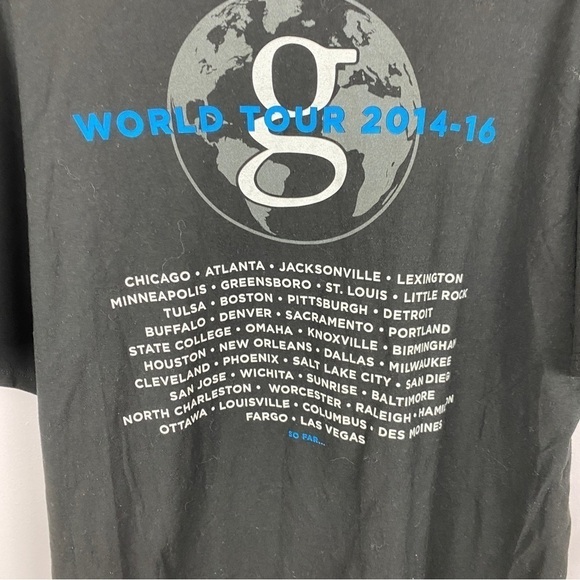 g
WORLD TOUR 2014-16
CHICAGO • ATLANTA • JACKSONVILLE • LEXINGTON
MINNEAPOLIS • GREENSBORO • ST. LOUIS • LITTLE ROCK
TULSA • BOSTON • PITTSBURGH • DETROIT
BUFFALO • DENVER • SACRAMENTO • PORTLAND
STATE COLLEGE • OMAHA • KNOXVILLE • BIRMINGHAM
HOUSTON • NEW ORLEANS • DALLAS • MILWAUKEE
CLEVELAND • PHOENIX • SALT LAKE CITY • SAN DIEG
SAN JOSE • WICHITA • SUNRISE • BALTIMORE
NORTH CHARLESTON • WORCESTER • RALEIGH • HAMILTON
OTTAWA • LOUISVILLE • COLUMBUS • DES MOINES
FARGO • LAS VEGAS
SO FAR...